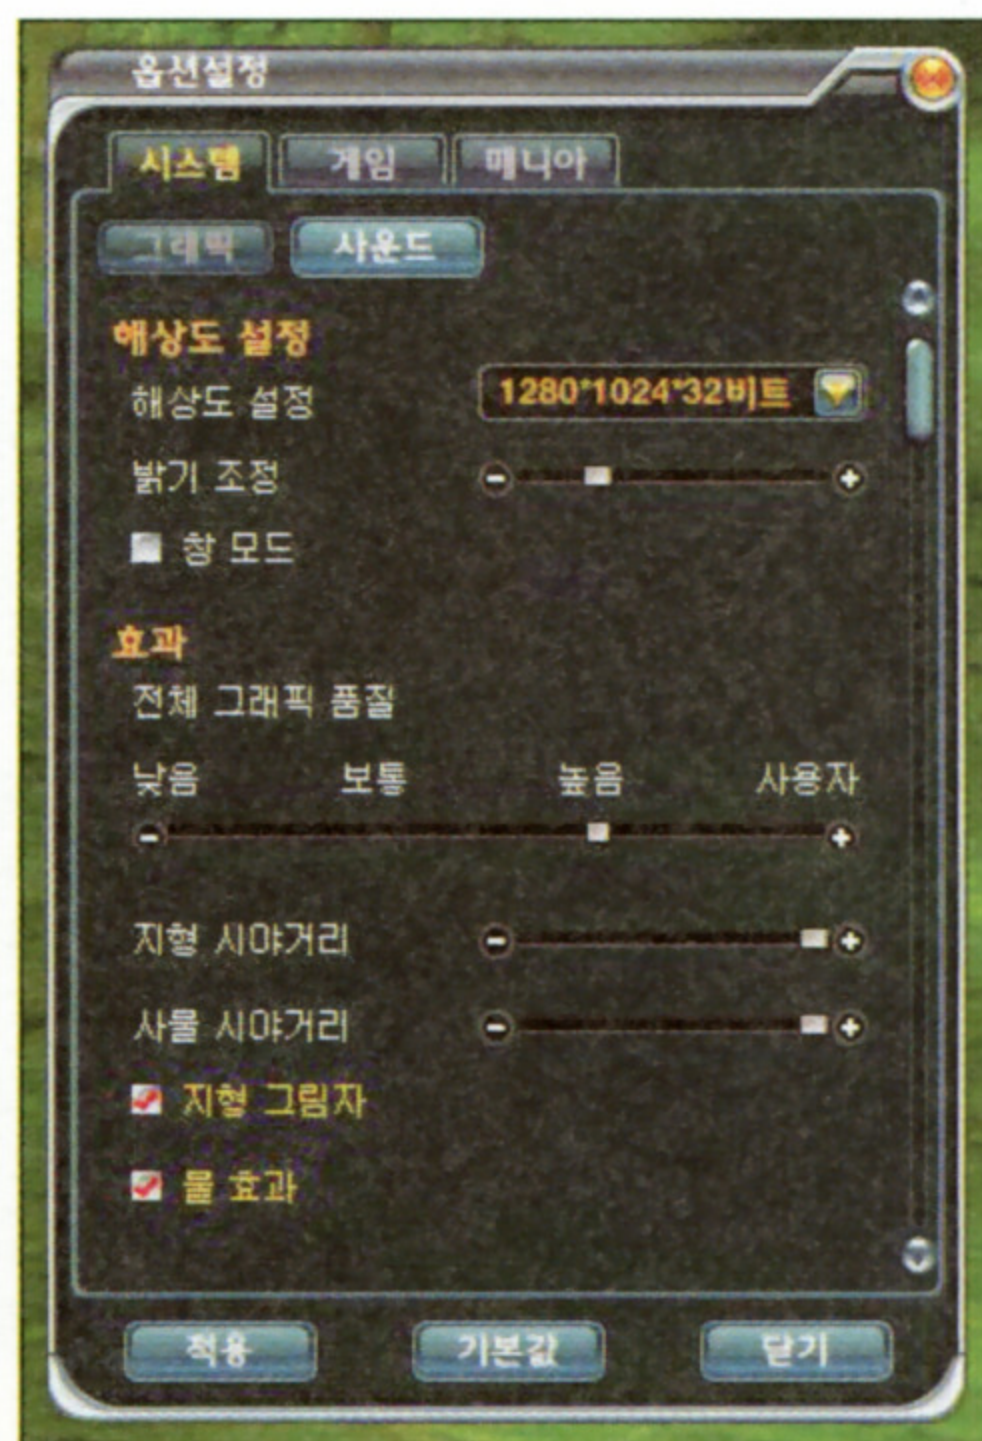 옵션설정
시스템 게임 매니아
그래픽 사운드
해상도 설정
해상도 설정 1280*1024*32비트
밝기 조정
창 모드
효과
전체 그래픽 품질
낮음 보통 높음 사용자
지형 시야거리
사물 시야거리
지형 그림자
물 효과
적용 기본값 닫기